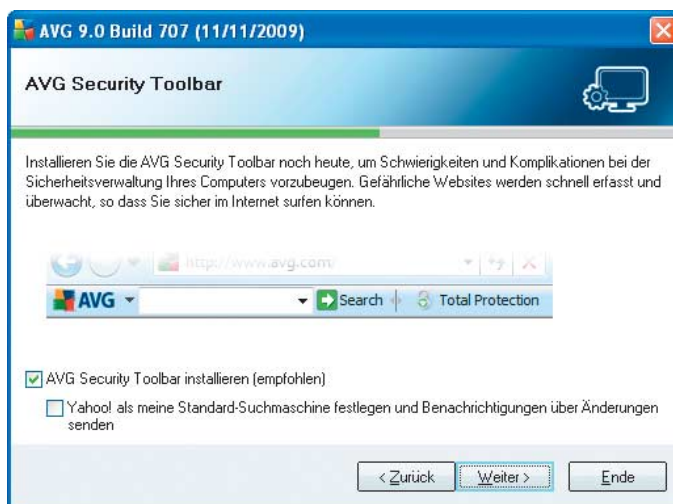 AVG 9.0 Build 707 (11/11/2009)
AVG Security Toolbar
Installieren Sie die AVG Security Toolbar noch heute, um Schwierigkeiten und Komplikationen bei der
Sicherheitsverwaltung Ihres Computers vorzubeugen. Gefährliche Websites werden schnell erfasst und
überwacht, so dass Sie sicher im Internet surfen können.
http://www.avg.com/
AVG Search Total Protection
AVG Security Toolbar installieren (empfohlen)
Yahoo! als meine Standard-Suchmaschine festlegen und Benachrichtigungen über Änderungen
senden
< Zurück Weiter > Ende